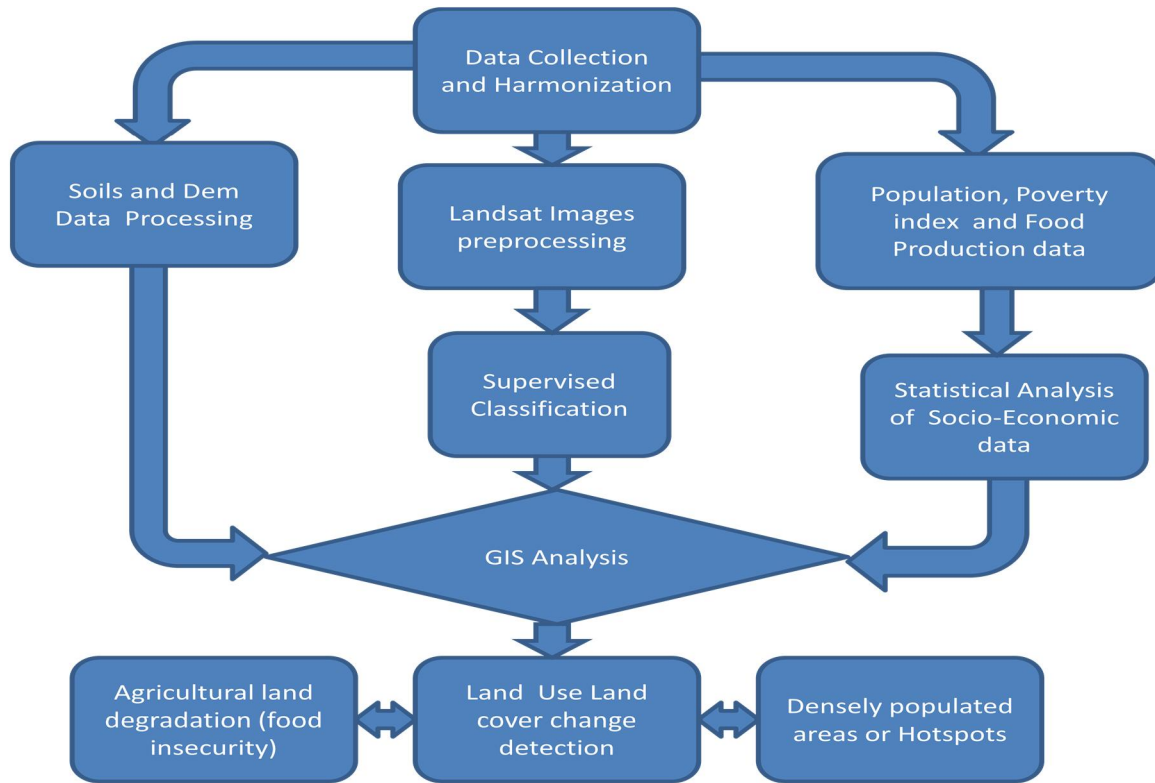 Data Collection
and Harmonization
Soils and Dem
Data Processing
Landsat Images
preprocessing
Population, Poverty
index and Food
Production data
Supervised
Classification
Statistical Analysis
of Socio-Economic
data
GIS Analysis
Agricultural land
degradation (food
insecurity)
Land Use Land
cover change
detection
Densely populated
areas or Hotspots